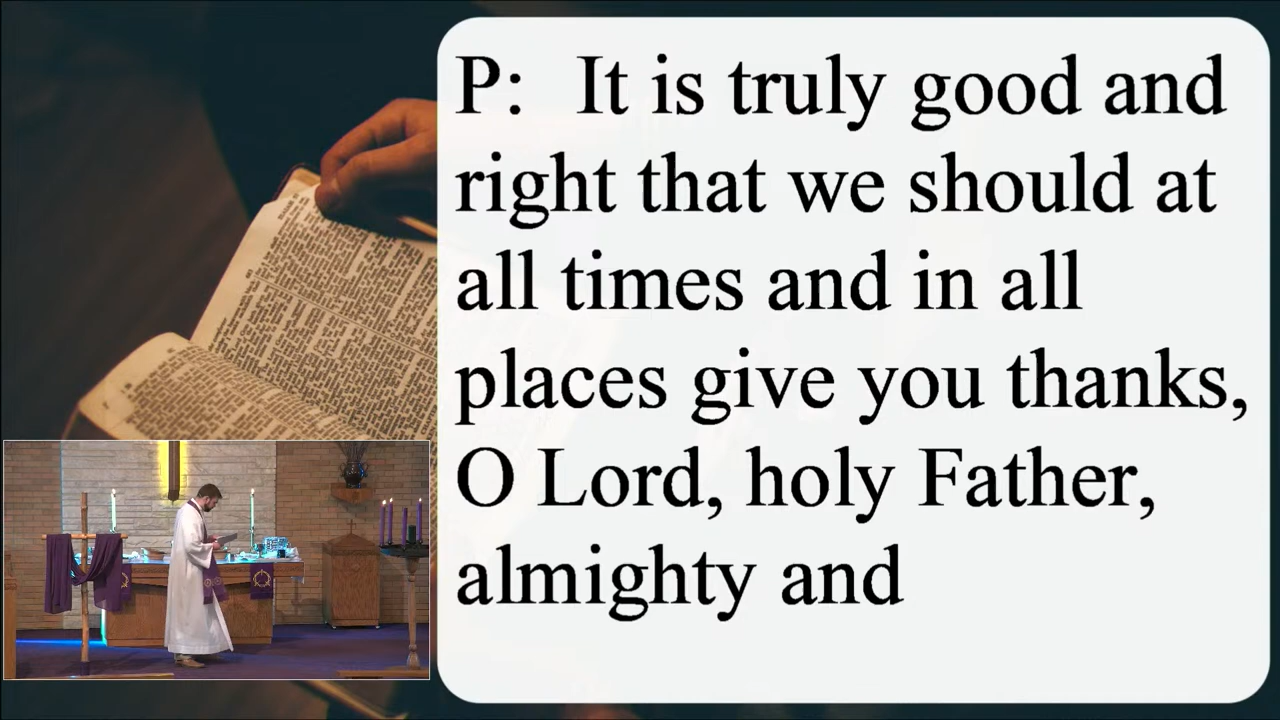 P: It is truly good and
right that we should at
all times and in all
places give you thanks,
O Lord, holy Father,
almighty and